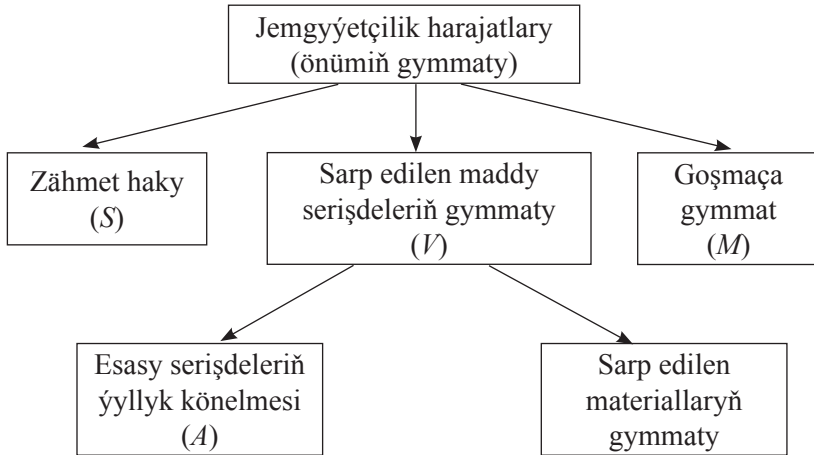 Jemgyýetçilik harajatlary
(önümiň gymmaty)
Zähmet haky
(S)
Sarp edilen maddy
serişdeleriň gymmaty
(V)
Goşmaça
gymmat
(M)
Esasy serişdeleriň
ýyllyk könelmesi
(A)
Sarp edilen
materiallaryň
gymmaty